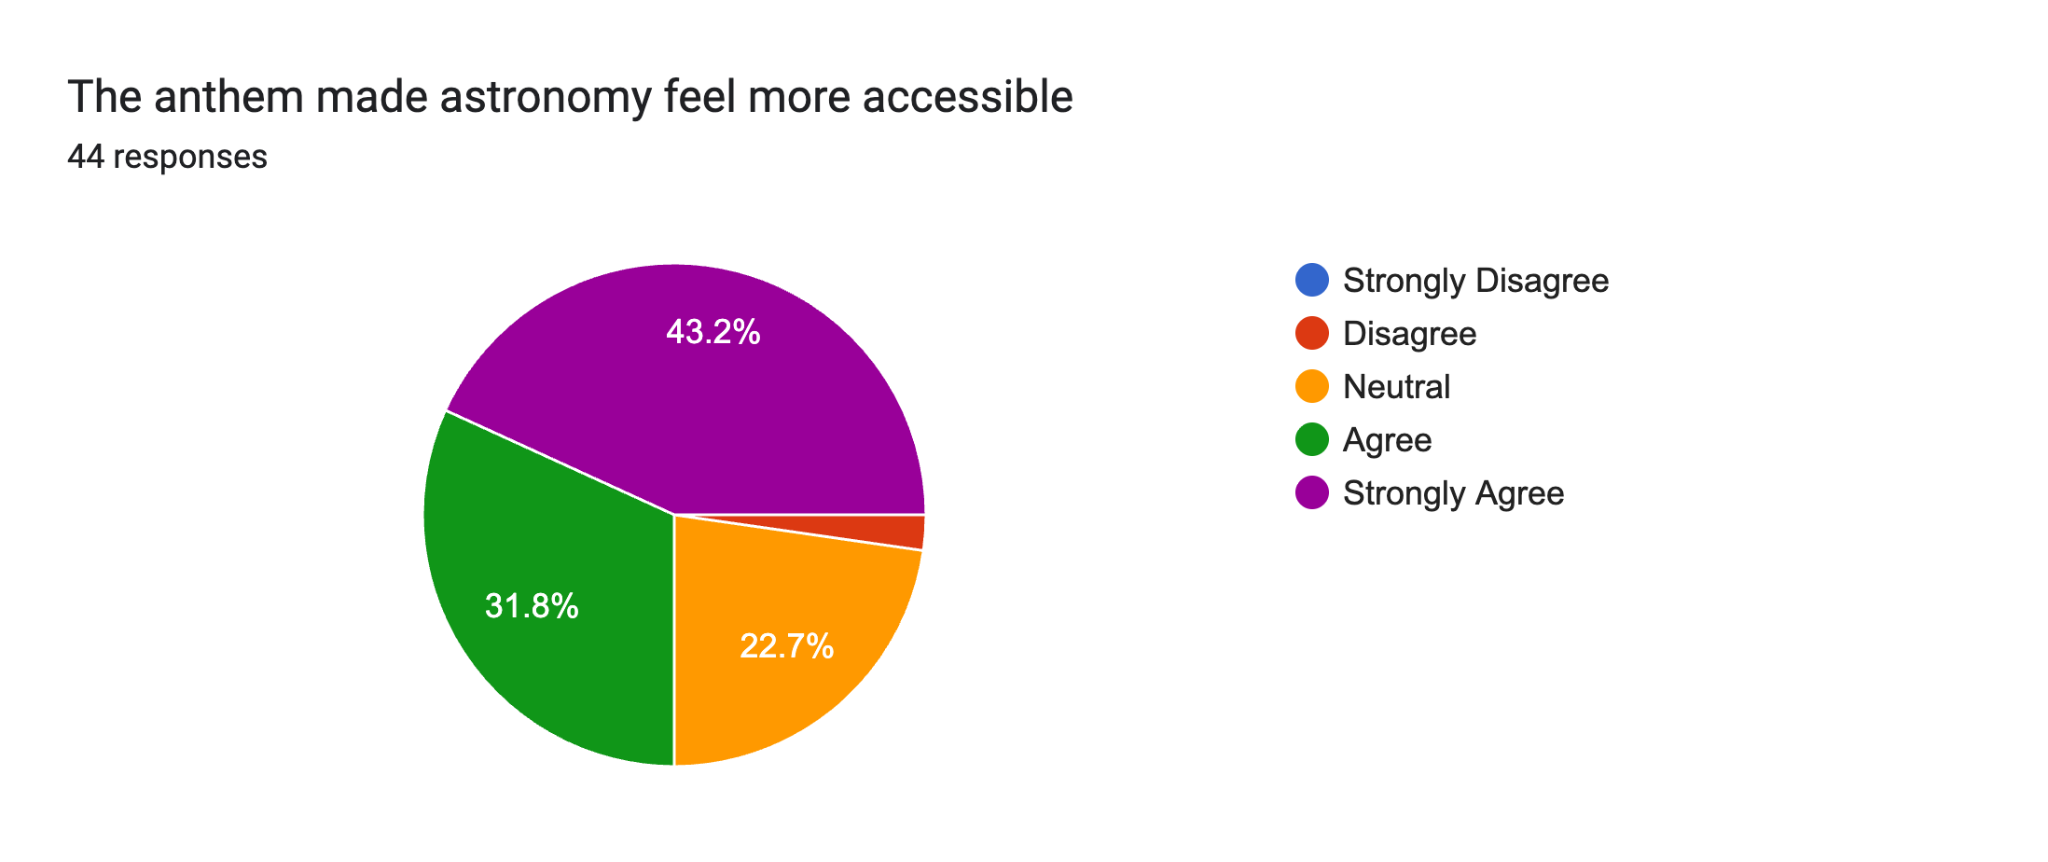 The anthem made astronomy feel more accessible
44 responses
43.2%
31.8%
22.7%
Strongly Disagree
Disagree
Neutral
Agree
Strongly Agree